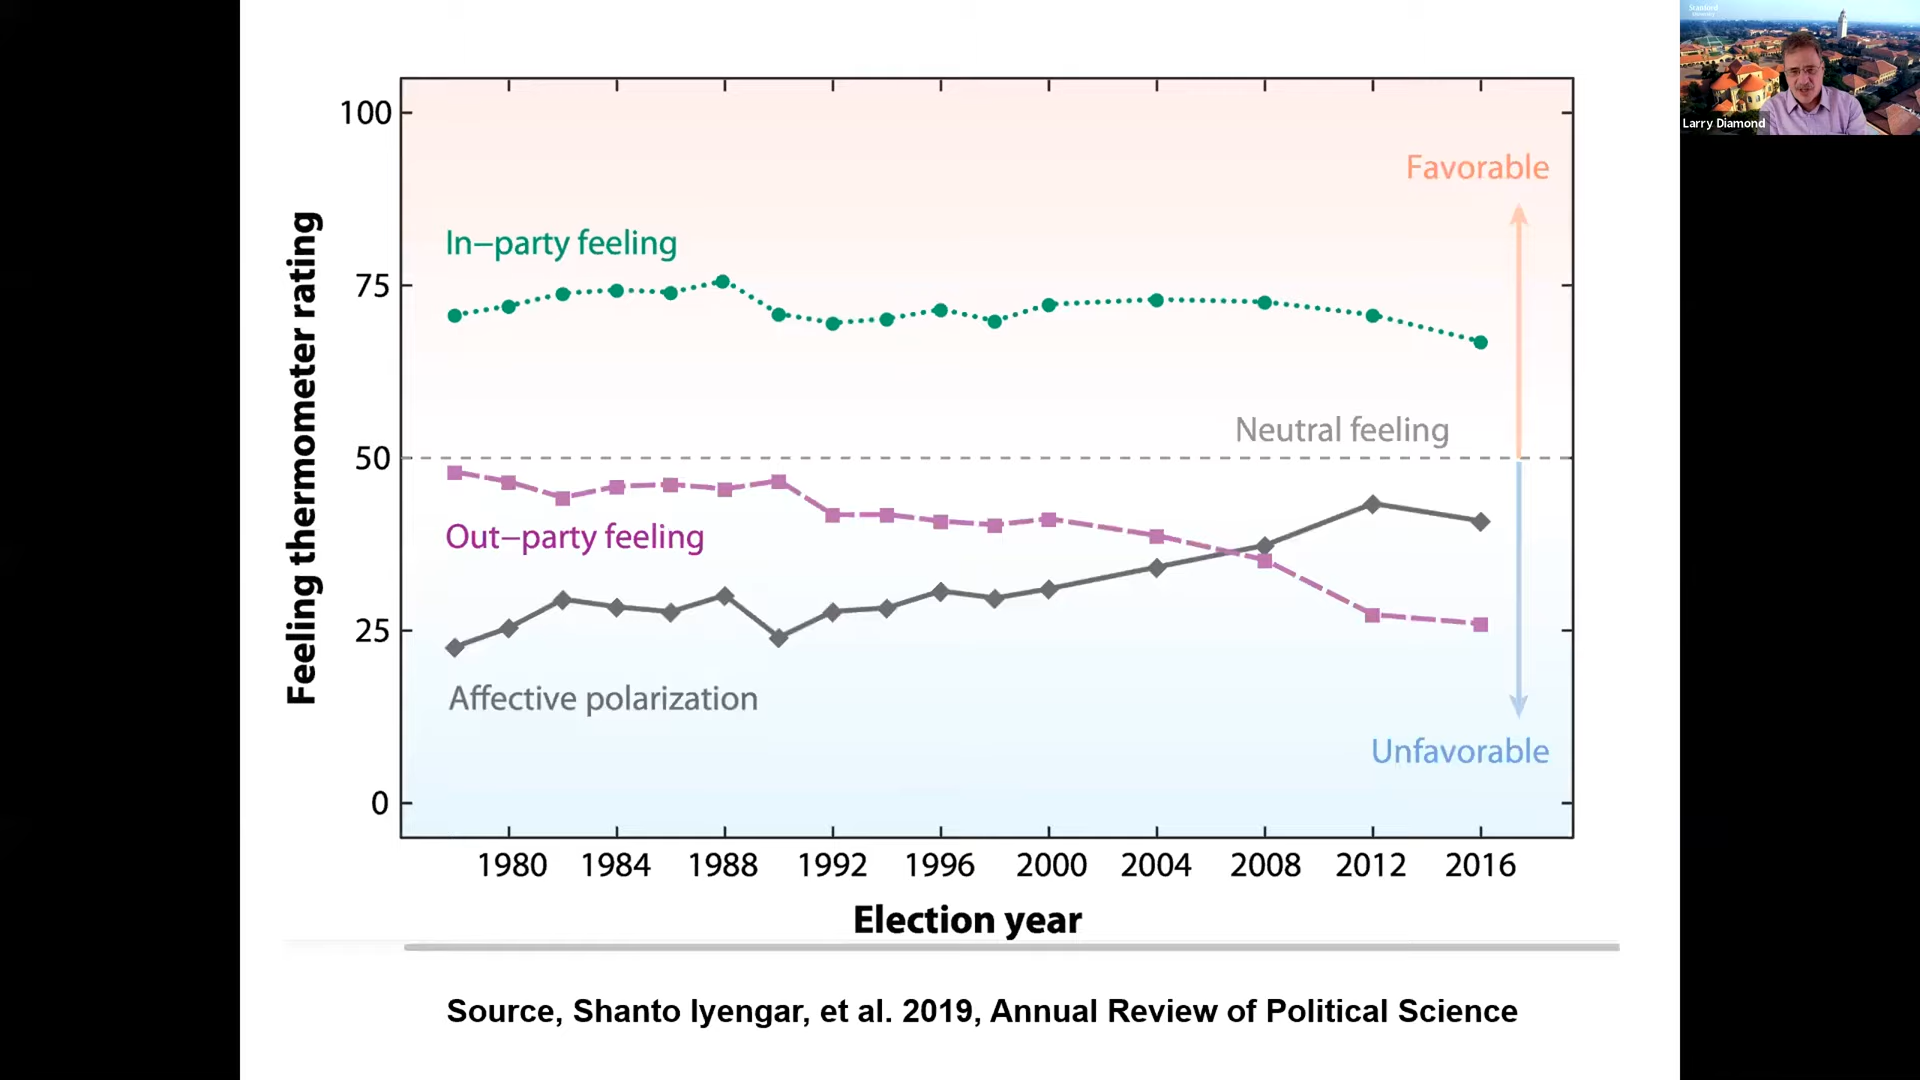 Stanford
University
Larry Diamond
100
75
50
25
0
Feeling thermometer rating
Favorable
In–party feeling
Neutral feeling
Out–party feeling
Affective polarization
Unfavorable
1980 1984 1988 1992 1996 2000 2004 2008 2012 2016
Election year
Source, Shanto Iyengar, et al. 2019, Annual Review of Political Science